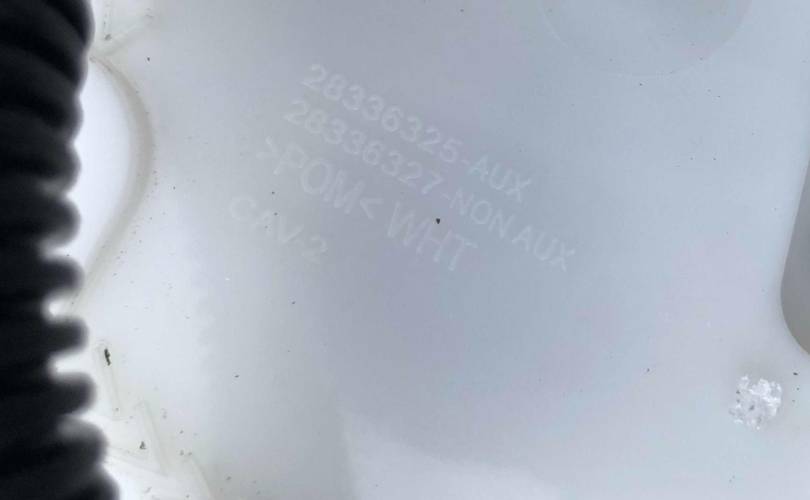 28336325-AUX
28336327-NON AUX
>POM< WHT
CAV-2